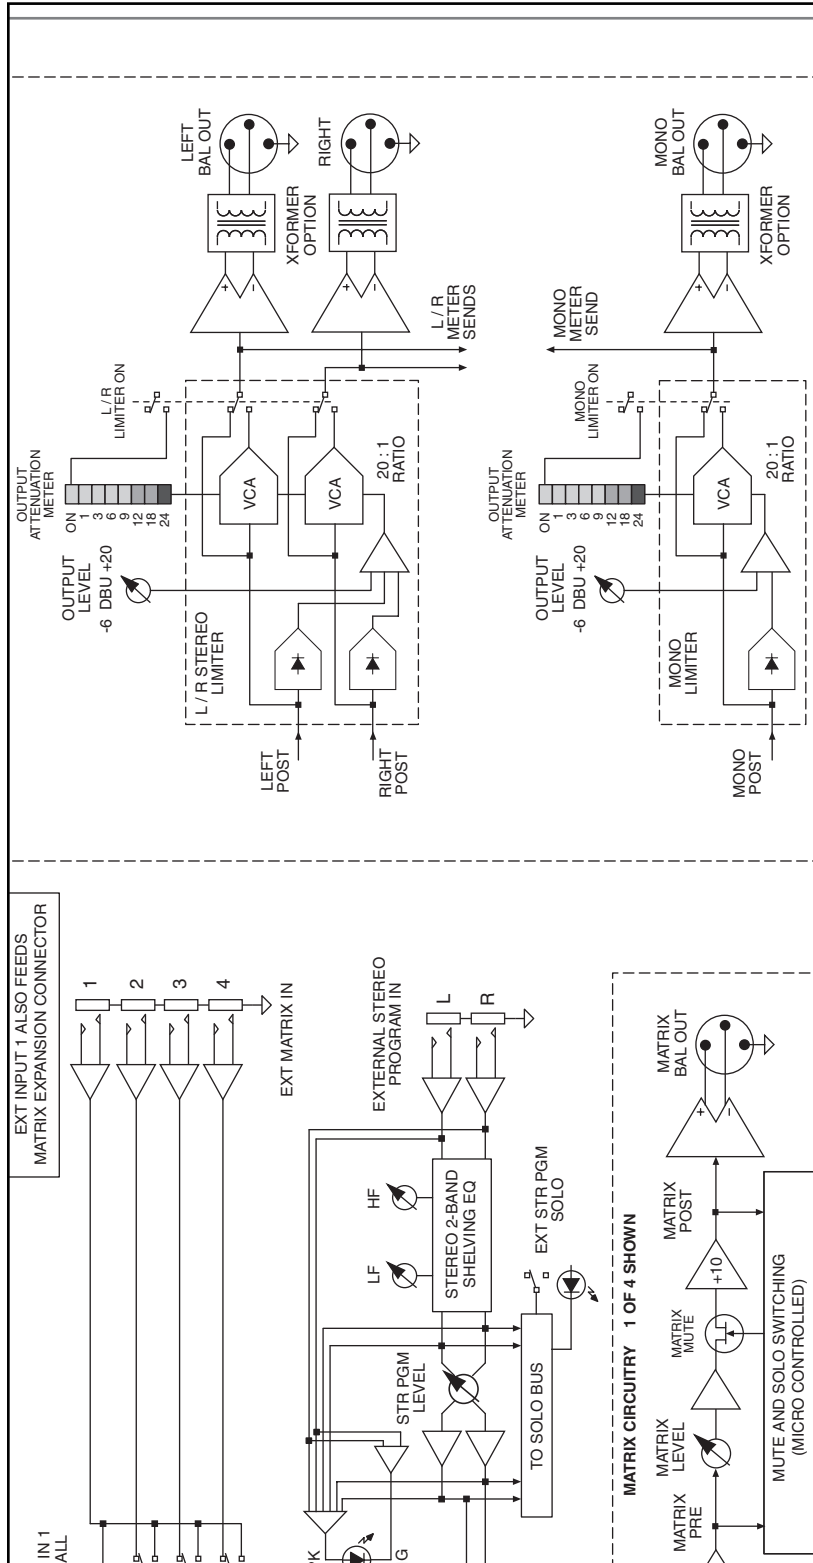 LEFT
BAL OUT
RIGHT
XFORMER
OPTION
+
–
+
–
L / R
METER
SENDS
L / R
LIMITER ON
OUTPUT
ATTENUATION
METER
ON
1
3
6
9
12
18
24
VCA
VCA
20 : 1
RATIO
OUTPUT
LEVEL
-6 DBU +20
L / R STEREO
LIMITER
LEFT
POST
RIGHT
POST
MONO
BAL OUT
XFORMER
OPTION
+
–
MONO
METER
SEND
MONO
LIMITER ON
OUTPUT
ATTENUATION
METER
ON
1
3
6
9
12
18
24
VCA
20 : 1
RATIO
OUTPUT
LEVEL
-6 DBU +20
MONO
LIMITER
MONO
POST
EXT INPUT 1 ALSO FEEDS
MATRIX EXPANSION CONNECTOR
1
2
3
4
EXT MATRIX IN
IN 1
ALL
EXTERNAL STEREO
PROGRAM IN
L
R
HF
LF
STEREO 2-BAND
SHELVING EQ
EXT STR PGM
SOLO
STR PGM
LEVEL
TO SOLO BUS
PK
G
MATRIX CIRCUITRY 1 OF 4 SHOWN
MATRIX
BAL OUT
+
–
MATRIX
POST
+10
MATRIX
MUTE
MATRIX
LEVEL
MATRIX
PRE
MUTE AND SOLO SWITCHING
(MICRO CONTROLLED)